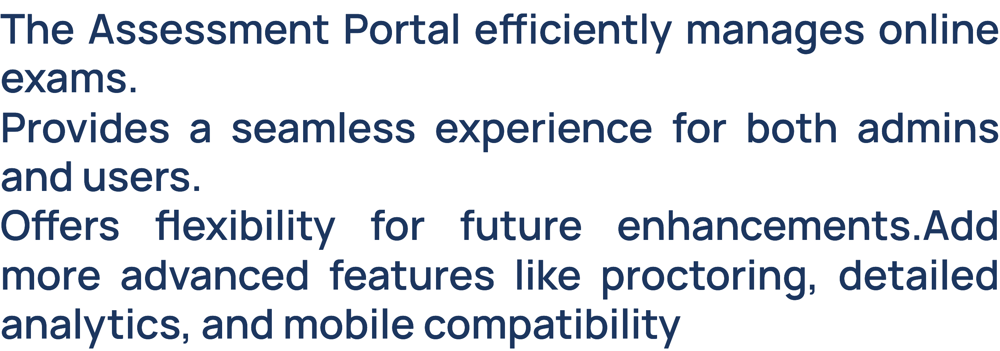 The Assessment Portal efficiently manages online
exams.
Provides a seamless experience for both admins
and users.
Offers flexibility for future enhancements.Add
more advanced features like proctoring, detailed
analytics, and mobile compatibility